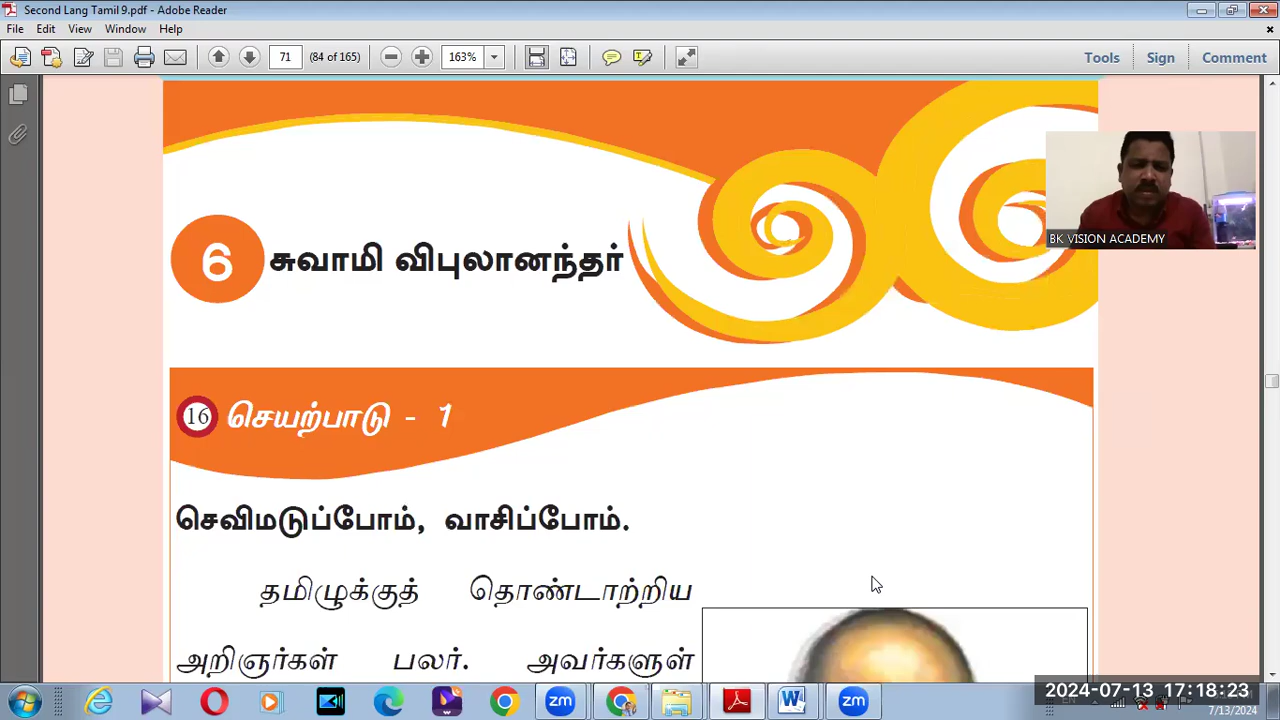 Second Lang Tamil 9.pdf - Adobe Reader
File Edit View Window Help
71 (84 of 165) 163% Tools Sign Comment
6 சுவாமி விபுலானந்தர்
BK VISION ACADEMY
16 செயற்பாடு - 1
செவிமடுப்போம், வாசிப்போம்.
தமிழுக்குத் தொண்டாற்றிய
அறிஞர்கள் பலர். அவர்களுள்
2024-07-13 17:18:23
7/13/2024